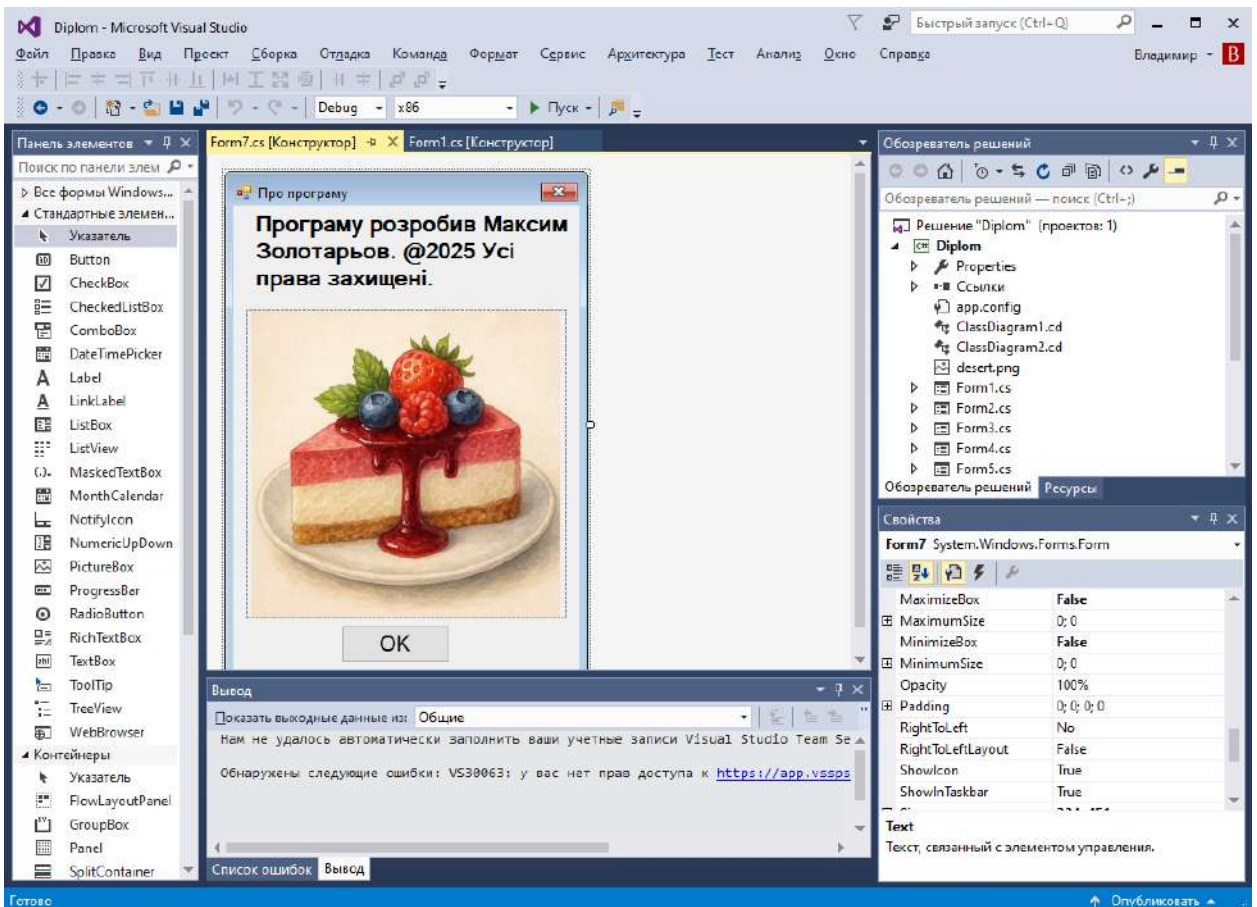 Diplom - Microsoft Visual Studio
Быстрый запуск (Ctrl+Q)
Файл Правка Вид Проект Сборка Отладка Команда Формат Сервис Архитектура Тест Анализ Окно Справка
Владимир
В
Debug x86 Пуск
Панель элементов
Поиск по панели элем
Все формы Windows...
Стандартные элемен...
Указатель
Button
CheckBox
CheckedListBox
ComboBox
DateTimePicker
Label
LinkLabel
ListBox
ListView
MaskedTextBox
MonthCalendar
NotifyIcon
NumericUpDown
PictureBox
ProgressBar
RadioButton
RichTextBox
TextBox
ToolTip
TreeView
WebBrowser
Контейнеры
Указатель
FlowLayoutPanel
GroupBox
Panel
SplitContainer
Form7.cs [Конструктор] Form1.cs [Конструктор]
Про програму
Програму розробив Максим
Золотарьов. @2025 Усі
права захищені.
OK
Вывод
Показать выходные данные из: Общие
Нам не удалось автоматически заполнить ваши учетные записи Visual Studio Team Se
Обнаружены следующие ошибки: VS30063: у вас нет прав доступа к https://app.vssps
Список ошибок Вывод
Обозреватель решений
Обозреватель решений — поиск (Ctrl+;)
Решение "Diplom" (проектов: 1)
Diplom
Properties
Ссылки
app.config
ClassDiagram1.cd
ClassDiagram2.cd
desert.png
Form1.cs
Form2.cs
Form3.cs
Form4.cs
Form5.cs
Обозреватель решений Ресурсы
Свойства
Form7 System.Windows.Forms.Form
MaximizeBox False
MaximumSize 0; 0
MinimizeBox False
MinimumSize 0; 0
Opacity 100%
Padding 0; 0; 0; 0
RightToLeft No
RightToLeftLayout False
ShowIcon True
ShowInTaskbar True
Text
Текст, связанный с элементом управления.
Готово
Опубликовать